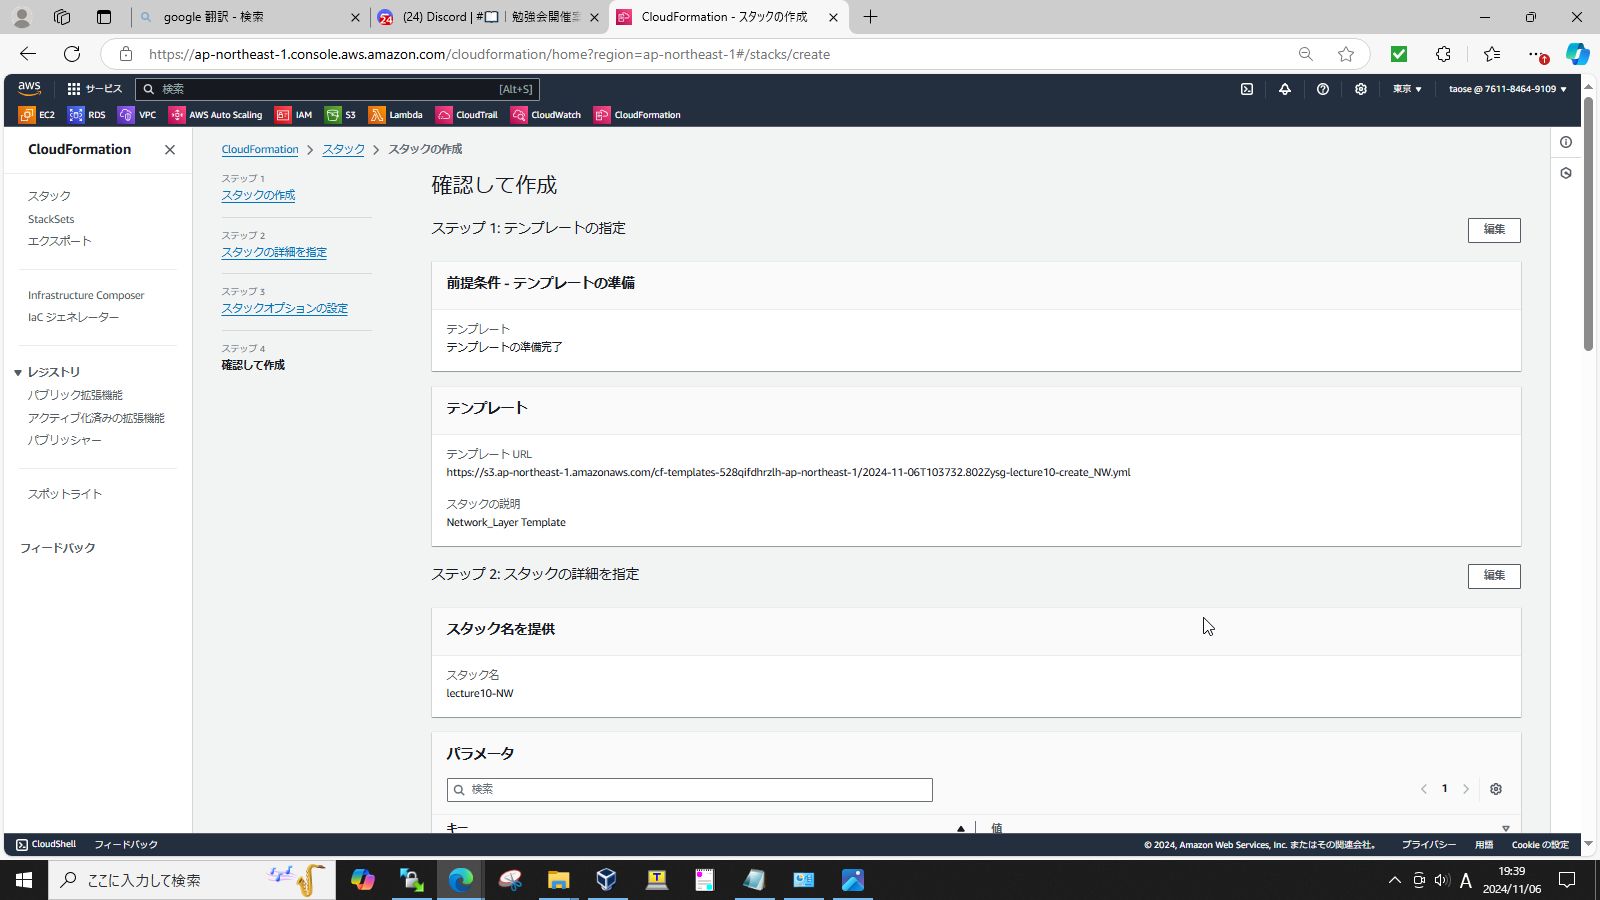 google 翻訳 - 検索
(24) Discord | #📖｜勉強会開催案
CloudFormation - スタックの作成
https://ap-northeast-1.console.aws.amazon.com/cloudformation/home?region=ap-northeast-1#/stacks/create
aws
サービス
検索
[Alt+S]
東京 ▼
taose @ 7611-8464-9109 ▼
EC2
RDS
VPC
AWS Auto Scaling
IAM
S3
Lambda
CloudTrail
CloudWatch
CloudFormation
CloudFormation
スタック
StackSets
エクスポート
Infrastructure Composer
IaC ジェネレーター
レジストリ
パブリック拡張機能
アクティブ化済みの拡張機能
パブリッシャー
スポットライト
フィードバック
CloudFormation > スタック > スタックの作成
ステップ 1
スタックの作成
ステップ 2
スタックの詳細を指定
ステップ 3
スタックオプションの設定
ステップ 4
確認して作成
確認して作成
ステップ 1: テンプレートの指定
編集
前提条件 - テンプレートの準備
テンプレート
テンプレートの準備完了
テンプレート
テンプレート URL
https://s3.ap-northeast-1.amazonaws.com/cf-templates-528qifdhrzlh-ap-northeast-1/2024-11-06T103732.802Zysg-lecture10-create_NW.yml
スタックの説明
Network_Layer Template
ステップ 2: スタックの詳細を指定
編集
スタック名を提供
スタック名
lecture10-NW
パラメータ
検索
1
キー
値
CloudShell
フィードバック
© 2024, Amazon Web Services, Inc. またはその関連会社。
プライバシー
用語
Cookie の設定
ここに入力して検索
A
19:39
2024/11/06